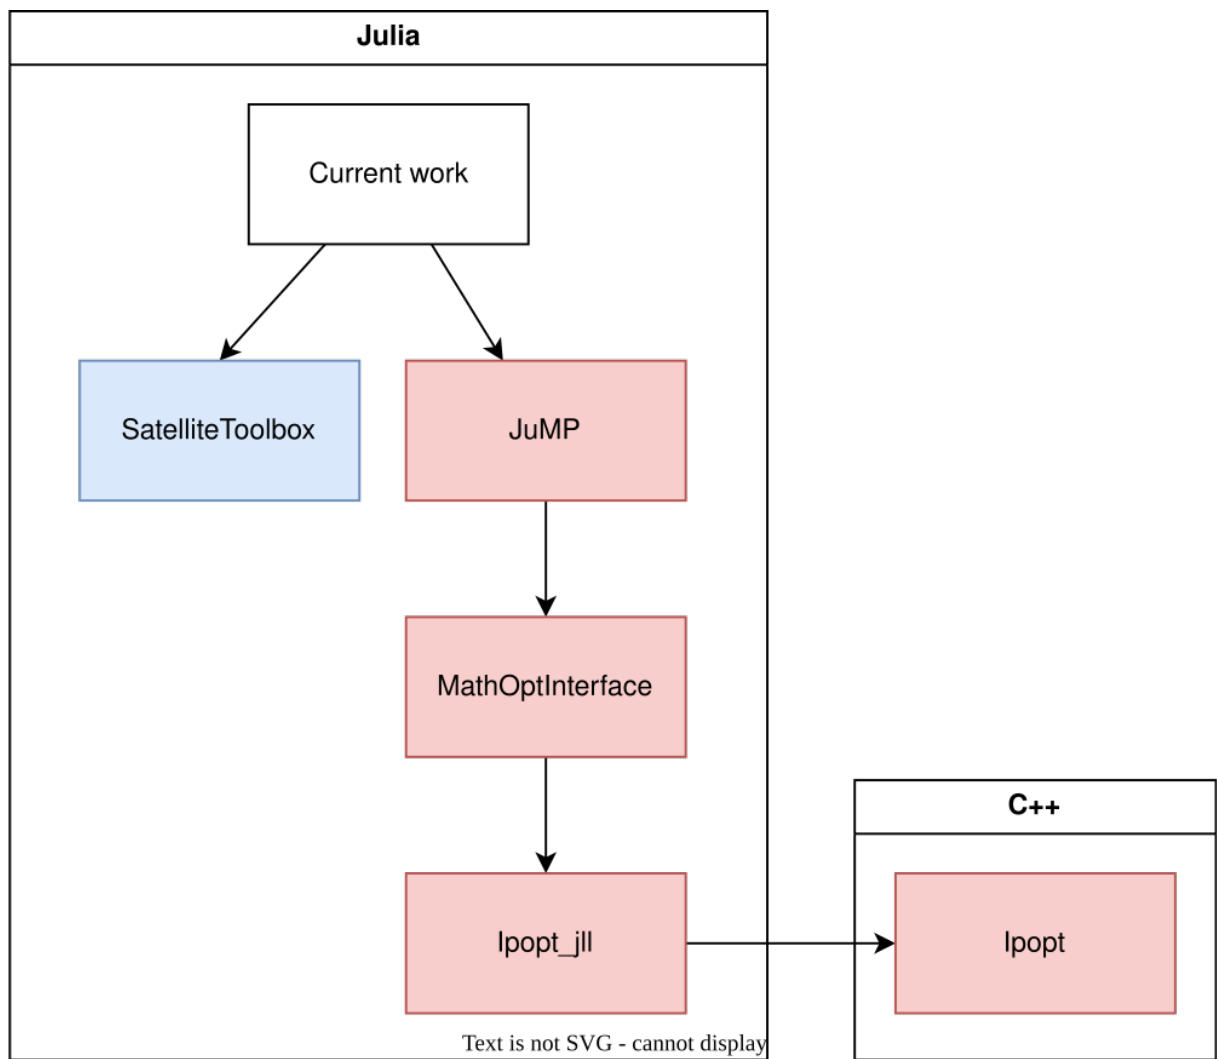 Julia
Current work
SatelliteToolbox
JuMP
MathOptInterface
C++
Ipopt_jll
Ipopt
Text is not SVG - cannot display